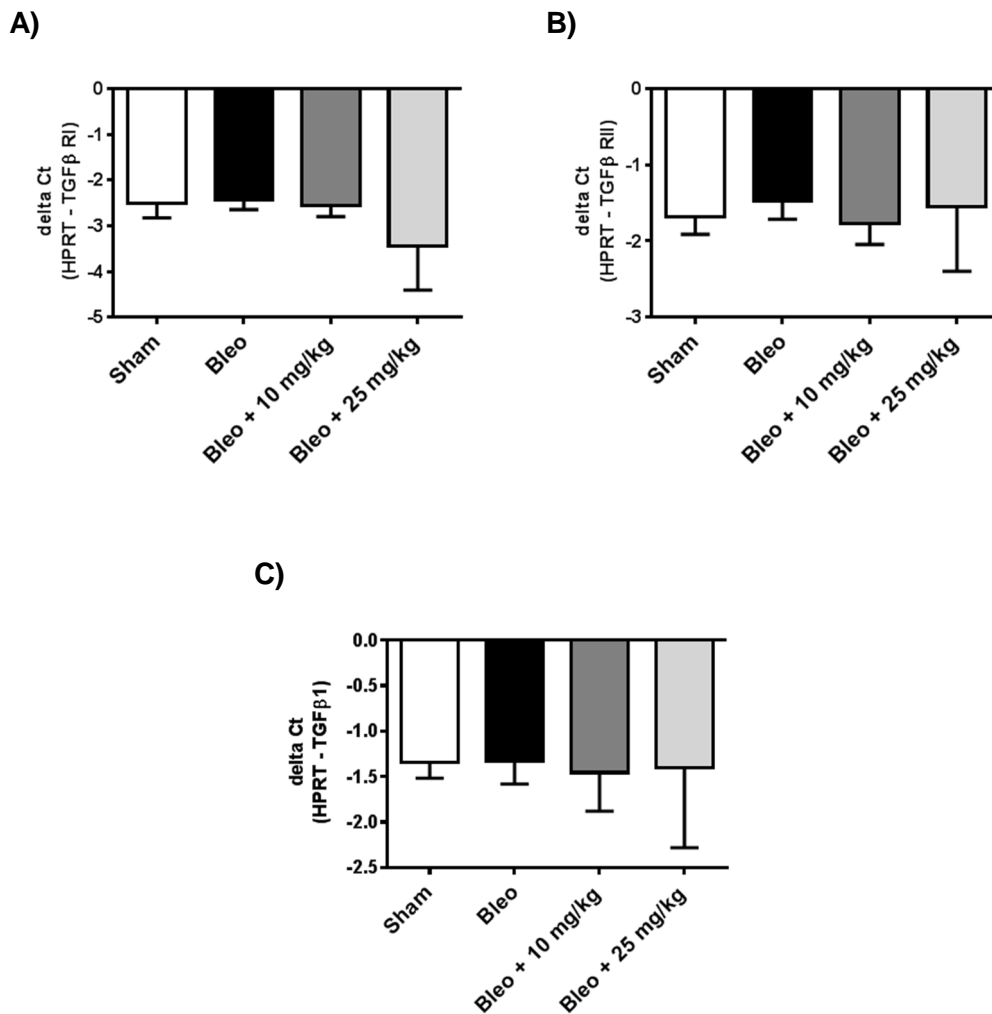 A)
delta Ct
(HPRT - TGFβ RI)
0
-1
-2
-3
-4
-5
Sham
Bleo
Bleo + 10 mg/kg
Bleo + 25 mg/kg
B)
delta Ct
(HPRT - TGFβ RII)
0
-1
-2
-3
Sham
Bleo
Bleo + 10 mg/kg
Bleo + 25 mg/kg
C)
delta Ct
(HPRT - TGFβ1)
0.0
-0.5
-1.0
-1.5
-2.0
-2.5
Sham
Bleo
Bleo + 10 mg/kg
Bleo + 25 mg/kg